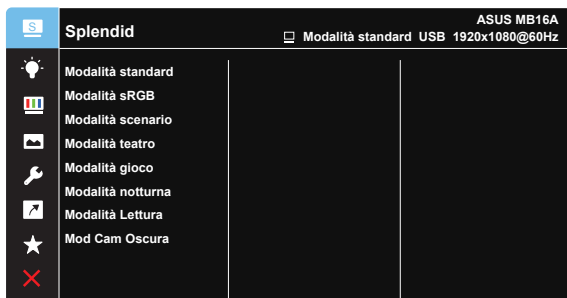 S
Splendid
ASUS MB16A
Modalità standard USB 1920x1080@60Hz
Modalità standard
Modalità sRGB
Modalità scenario
Modalità teatro
Modalità gioco
Modalità notturna
Modalità Lettura
Mod Cam Oscura